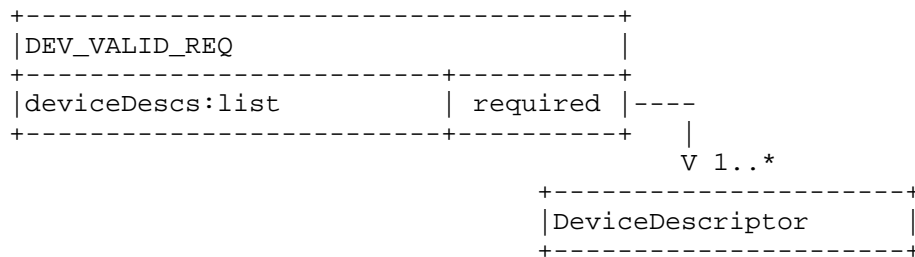 +-------------------------------------+
|DEV_VALID_REQ                        |
+--------------------------+----------+
|deviceDescs:list          | required |----
+--------------------------+----------+   |
                                          V 1..*
                                 +----------------------+
                                 |DeviceDescriptor      |
                                 +----------------------+